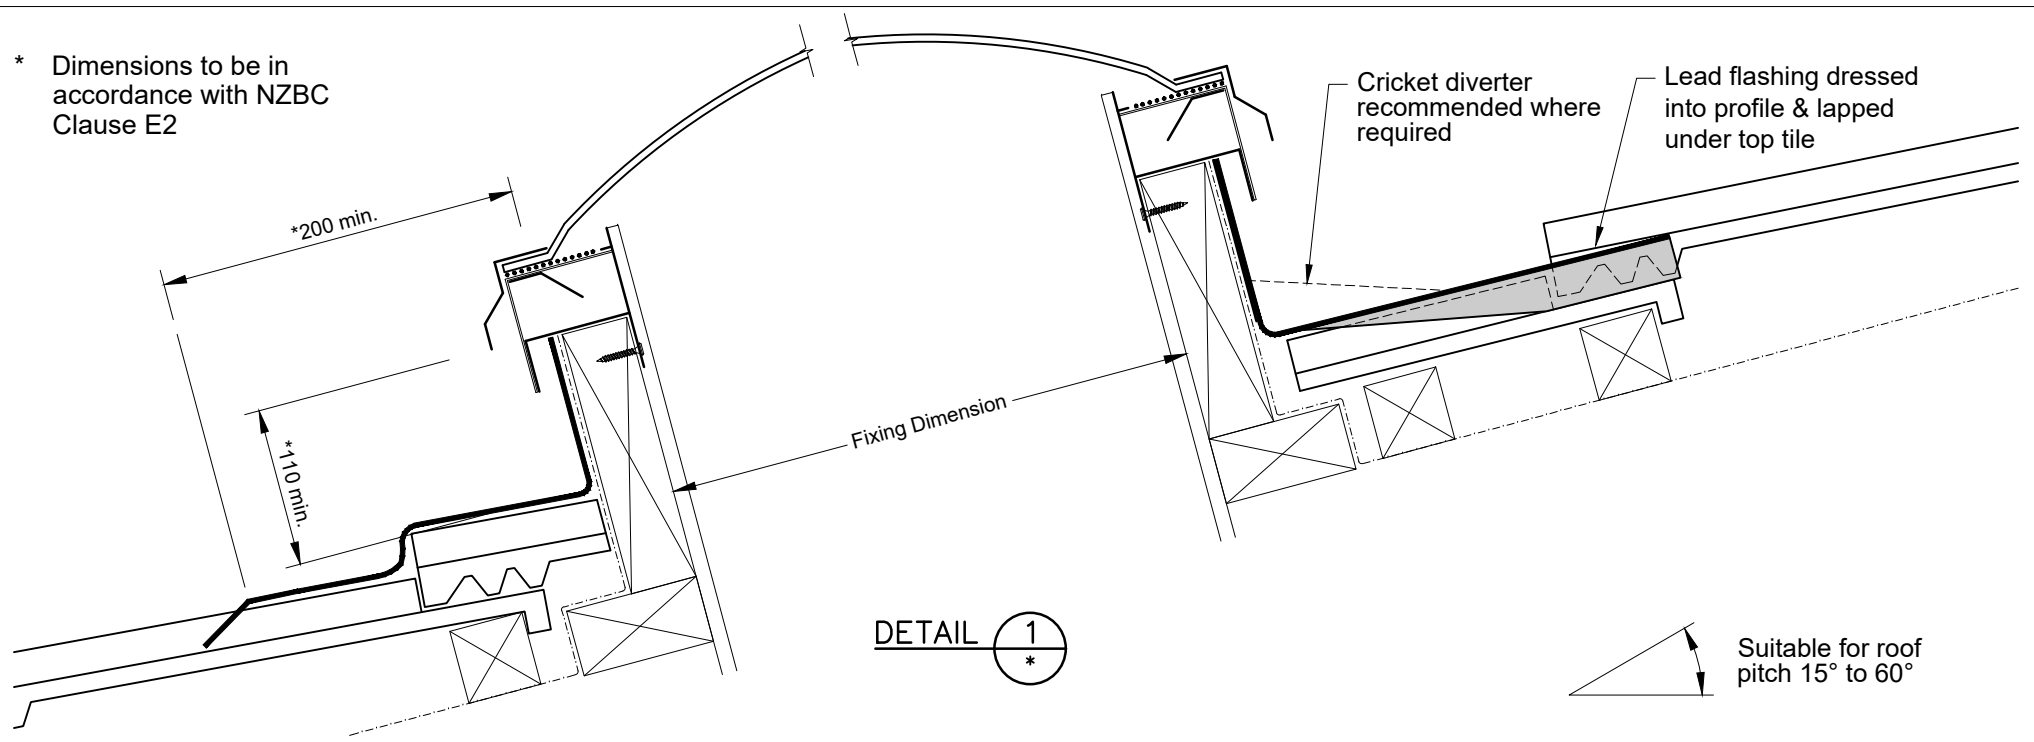 * Dimensions to be in
accordance with NZBC
Clause E2
Cricket diverter
recommended where
required
Lead flashing dressed
into profile & lapped
under top tile
*200 min.
*110 min.
Fixing Dimension
DETAIL 1
*
Suitable for roof
pitch 15° to 60°